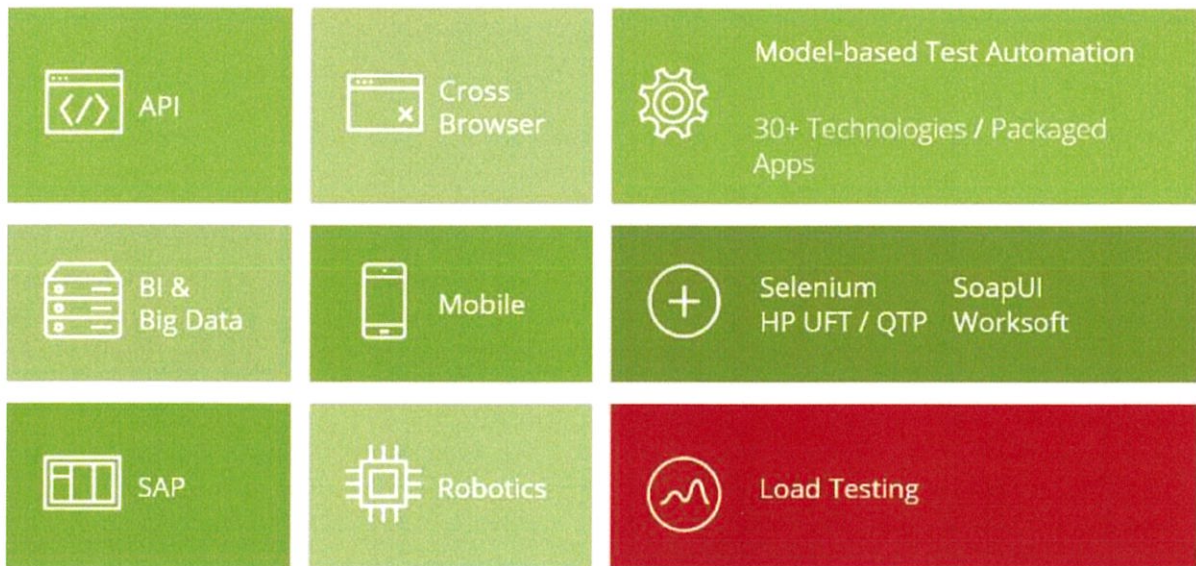 API
Cross
Browser
Model-based Test Automation
30+ Technologies / Packaged
Apps
BI &
Big Data
Mobile
Selenium
HP UFT / QTP
SoapUI
Worksoft
SAP
Robotics
Load Testing